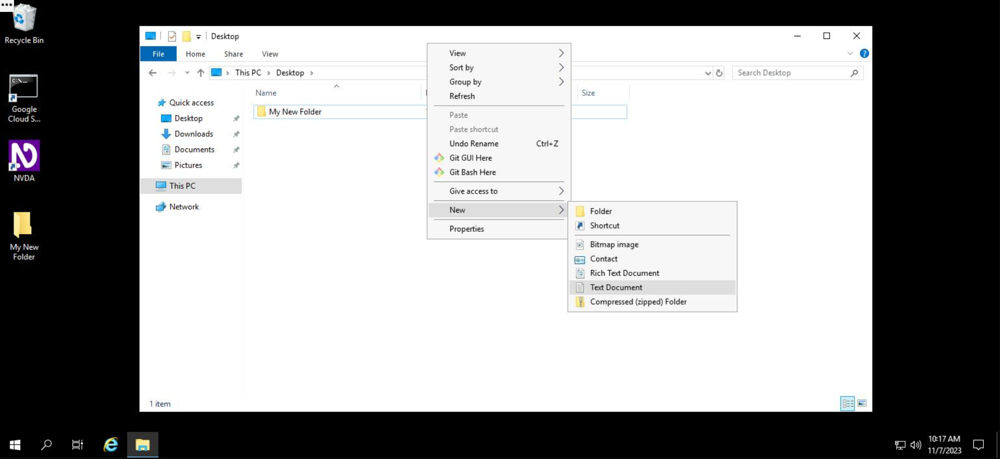 Recycle Bin
Google
Cloud S...
NVDA
My New
Folder
Desktop
File
Home
Share
View
This PC
Desktop
Search Desktop
Quick access
Desktop
Downloads
Documents
Pictures
This PC
Network
Name
Size
My New Folder
View
Sort by
Group by
Refresh
Paste
Paste shortcut
Undo Rename Ctrl+Z
Git GUI Here
Git Bash Here
Give access to
New
Properties
Folder
Shortcut
Bitmap image
Contact
Rich Text Document
Text Document
Compressed (zipped) Folder
1 item
10:17 AM
11/7/2023